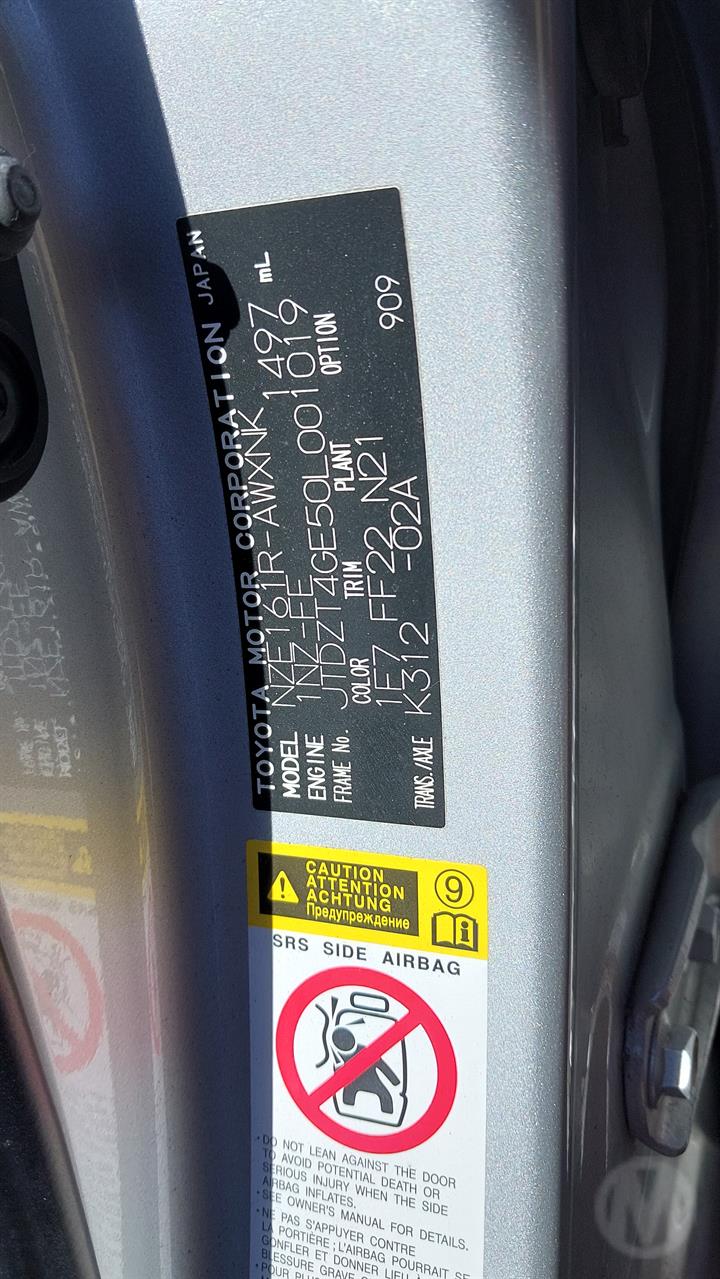 TOYOTA MOTOR CORPORATION JAPAN
MODEL NZE161R-AWXNK
ENGINE 1NZ-FE 1497 mL
FRAME No. JTDZT4GE50L001019
COLOR TRIM PLANT OPTION
1F7 FF22 N21
TRANS./AXLE K312 -02A 909
CAUTION
ATTENTION
ACHTUNG
Предупреждение
9
SRS SIDE AIRBAG
·DO NOT LEAN AGAINST THE DOOR
TO AVOID POTENTIAL DEATH OR
SERIOUS INJURY WHEN THE SIDE
AIRBAG INFLATES.
·SEE OWNER'S MANUAL FOR DETAILS.
·NE PAS S'APPUYER CONTRE
LA PORTIÈRE ; L'AIRBAG POURRAIT SE
GONFLER ET DONNER LIEU
BLESSURE GRAVE
·POUR